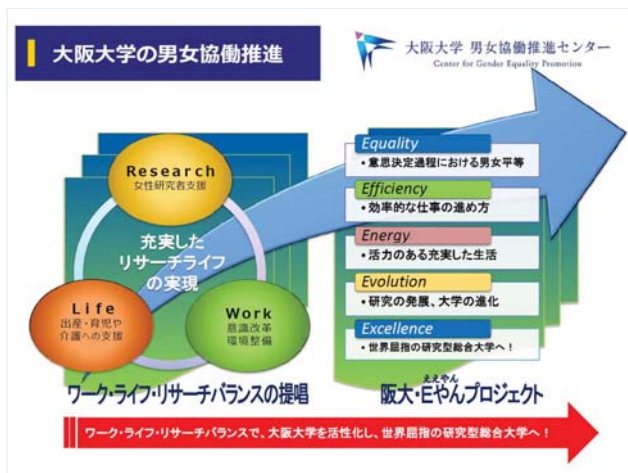 大阪大学の男女協働推進
大阪大学 男女協働推進センター
Center for Gender Equality Promotion
Research
女性研究者支援
充実した
リサーチライフ
の実現
Life
出産・育児や
介護への支援
Work
意識改革
環境整備
ワーク・ライフ・リサーチバランスの提唱
Equality
・意思決定過程における男女平等
Efficiency
・効率的な仕事の進め方
Energy
・活力のある充実した生活
Evolution
・研究の発展、大学の進化
Excellence
・世界屈指の研究型総合大学へ！
ええやん
阪大・Eやんプロジェクト
ワーク・ライフ・リサーチバランスで、大阪大学を活性化し、世界屈指の研究型総合大学へ！